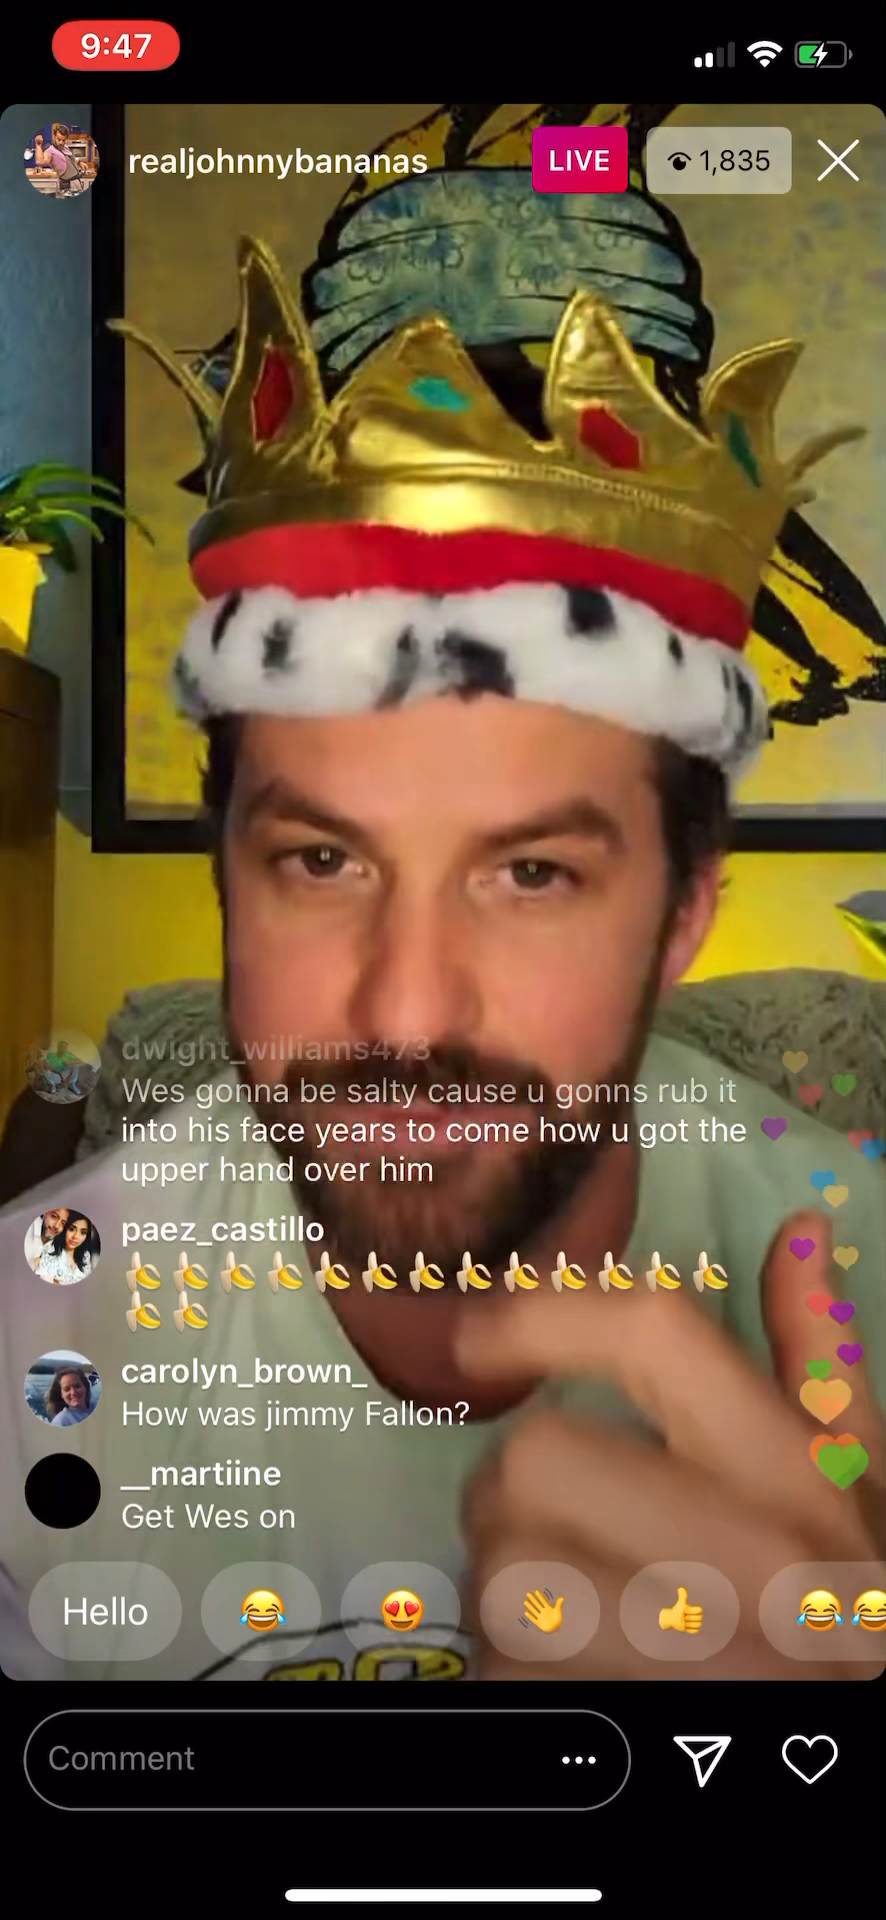 9:47
realjohnnybananas
LIVE
1,835
dwight_williams473
Wes gonna be salty cause u gonns rub it
into his face years to come how u got the
upper hand over him
paez_castillo
🍌🍌🍌🍌🍌🍌🍌🍌🍌🍌🍌🍌🍌
🍌🍌
carolyn_brown_
How was jimmy Fallon?
__martiine
Get Wes on
Hello 😂 😍 👋 👍 😂😂
Comment